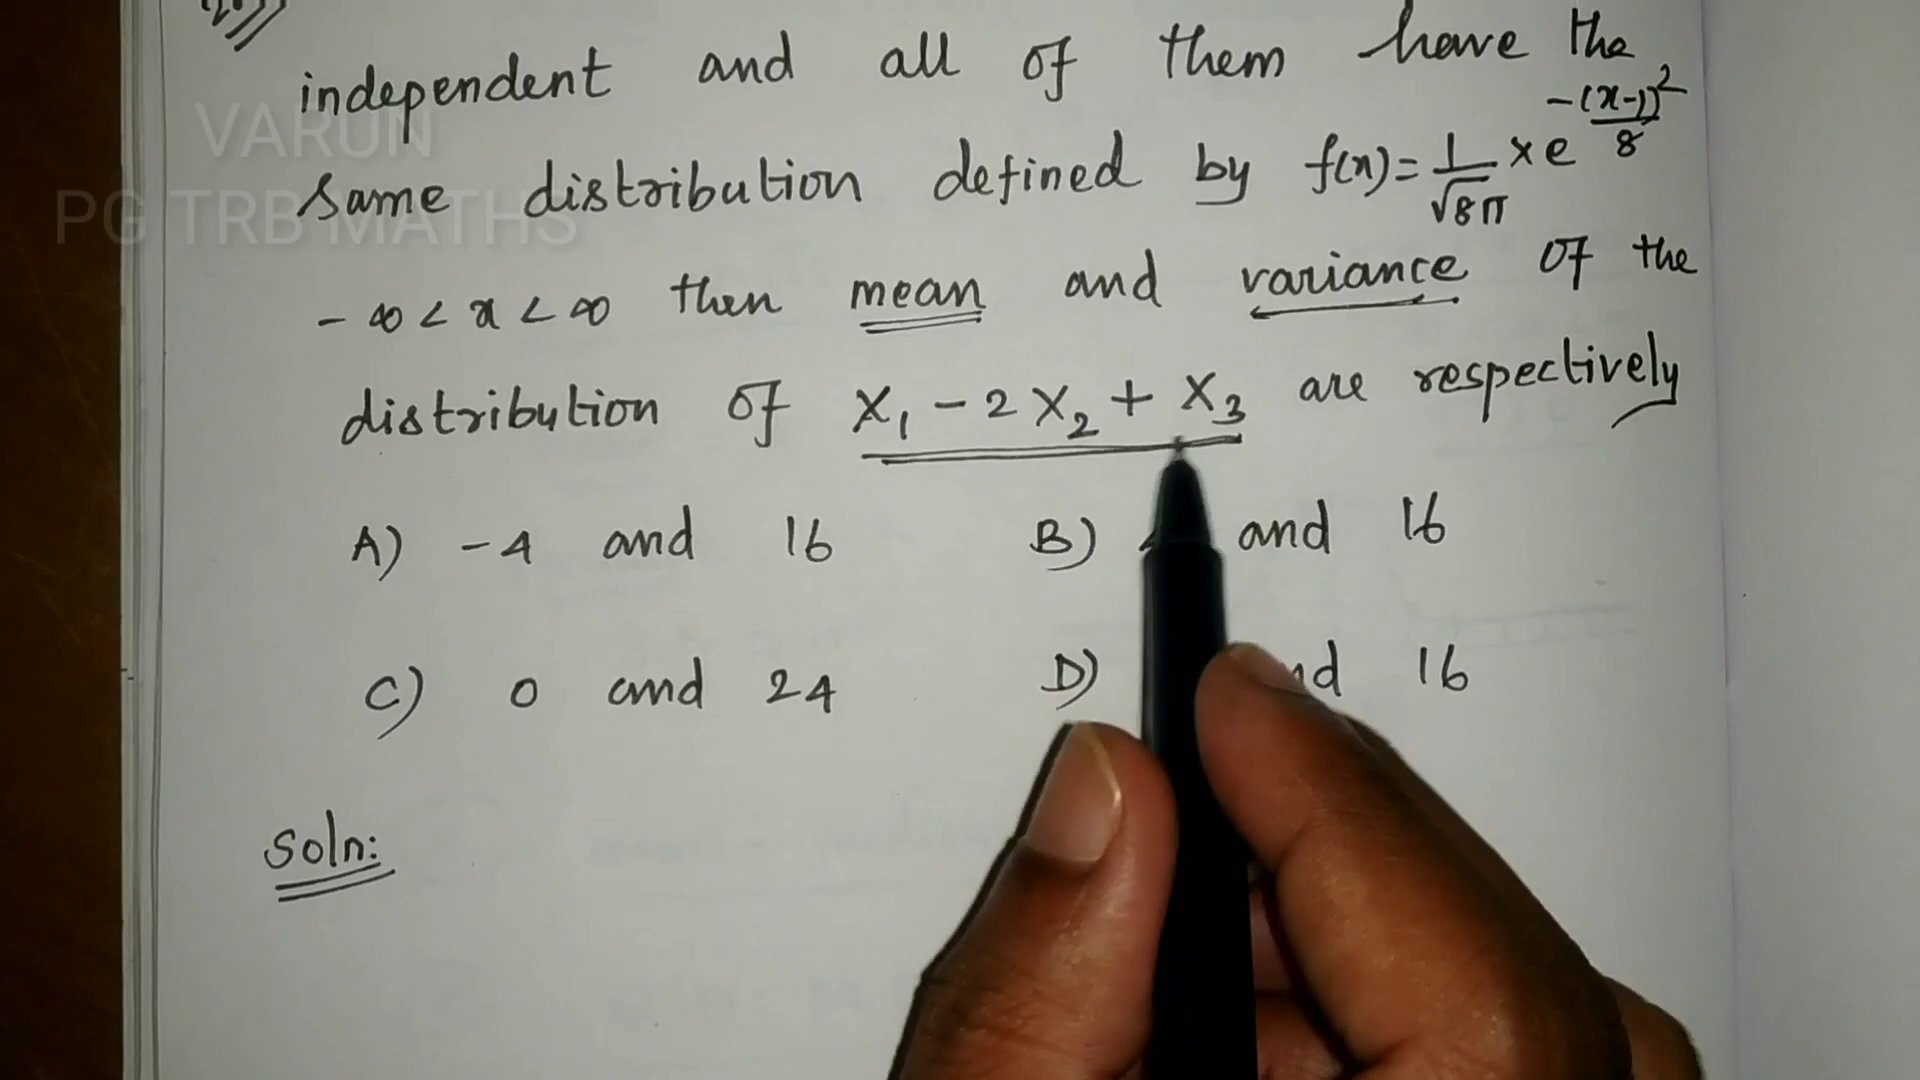 independent and all of them have the
same distribution defined by f(x)= 1/√8π × e^(-(x-1)²/8)
-∞ < x < ∞ then mean and variance of the
distribution of X₁ - 2X₂ + X₃ are respectively
A) -4 and 16 B) and 16
C) 0 and 24 D) 16
Soln:
VARUN
PG TRB MATHS